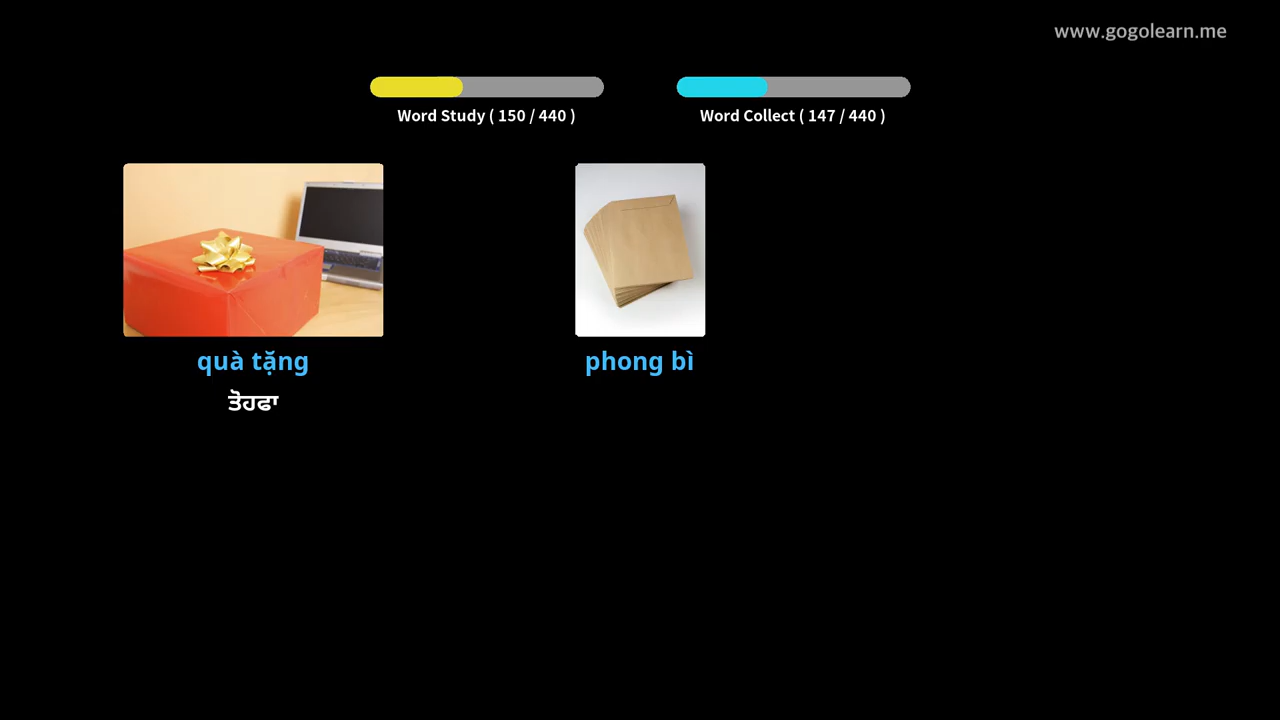 www.gogolearn.me
Word Study ( 150 / 440 )
Word Collect ( 147 / 440 )
quà tặng
phong bì
ਤੋਹਫਾ